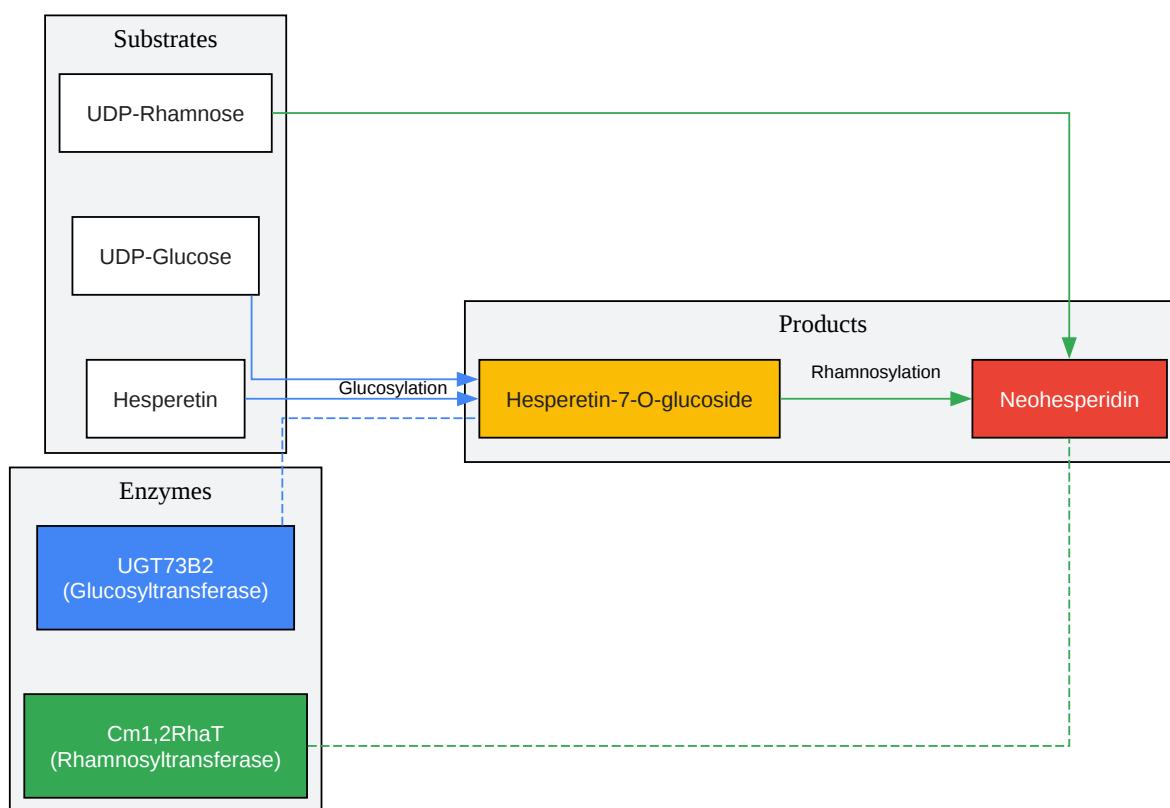 Substrates
UDP-Rhamnose
UDP-Glucose
Hesperetin
Glucosylation
Products
Hesperetin-7-O-glucoside
Rhamnosylation
Neohesperidin
Enzymes
UGT73B2
(Glucosyltransferase)
Cm1,2RhaT
(Rhamnosyltransferase)